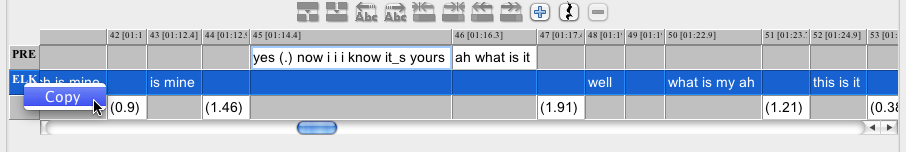 Abc Abc
42 [01:1 43 [01:12.4] 44 [01:12.9 45 [01:14.4] 46 [01:16.3] 47 [01:17. 48 [01:1 49 [01:1 50 [01:22.9] 51 [01:23. 52 [01:24.9] 53 [01:
PRE yes (.) now i i i know it_s yours ah what is it
ELK h is mine is mine well what is my ah this is it
Copy (0.9) (1.46) (1.91) (1.21) (0.38